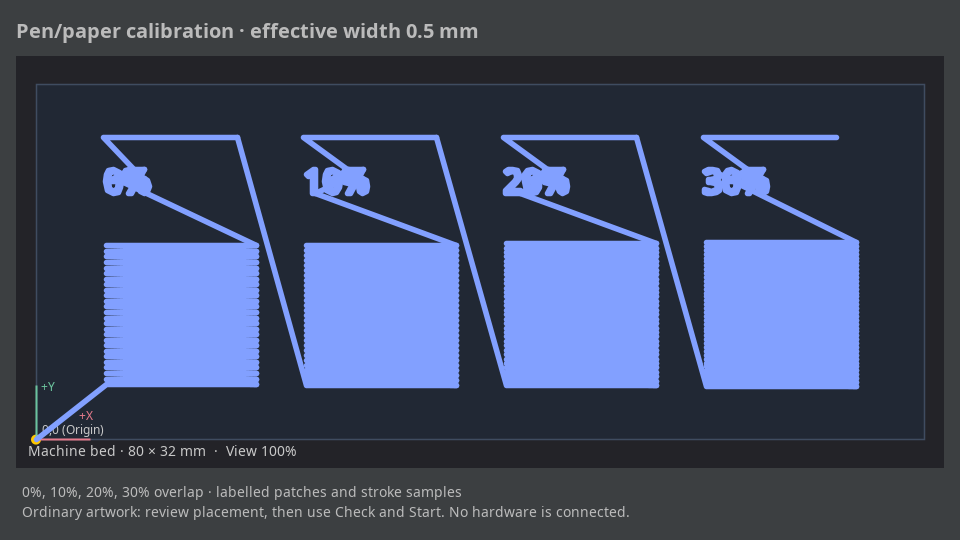 Pen/paper calibration · effective width 0.5 mm
0% 10% 20% 30%
+Y
+X
0,0 (Origin)
Machine bed · 80 × 32 mm · View 100%
0%, 10%, 20%, 30% overlap · labelled patches and stroke samples
Ordinary artwork: review placement, then use Check and Start. No hardware is connected.